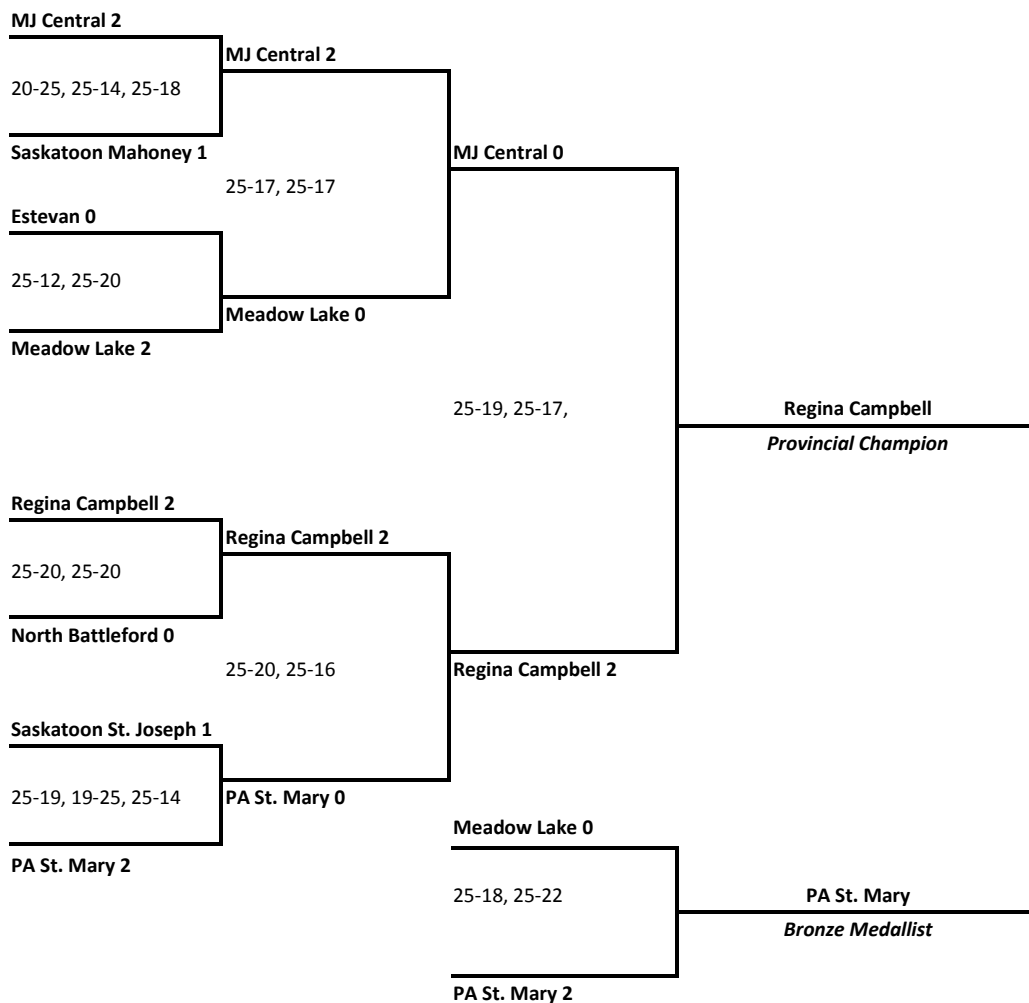 MJ Central 2
MJ Central 2
20-25, 25-14, 25-18
Saskatoon Mahoney 1
MJ Central 0
25-17, 25-17
Estevan 0
25-12, 25-20
Meadow Lake 0
Meadow Lake 2
25-19, 25-17,
Regina Campbell
Provincial Champion
Regina Campbell 2
Regina Campbell 2
25-20, 25-20
North Battleford 0
25-20, 25-16
Regina Campbell 2
Saskatoon St. Joseph 1
25-19, 19-25, 25-14
PA St. Mary 0
Meadow Lake 0
PA St. Mary 2
25-18, 25-22
PA St. Mary
Bronze Medallist
PA St. Mary 2